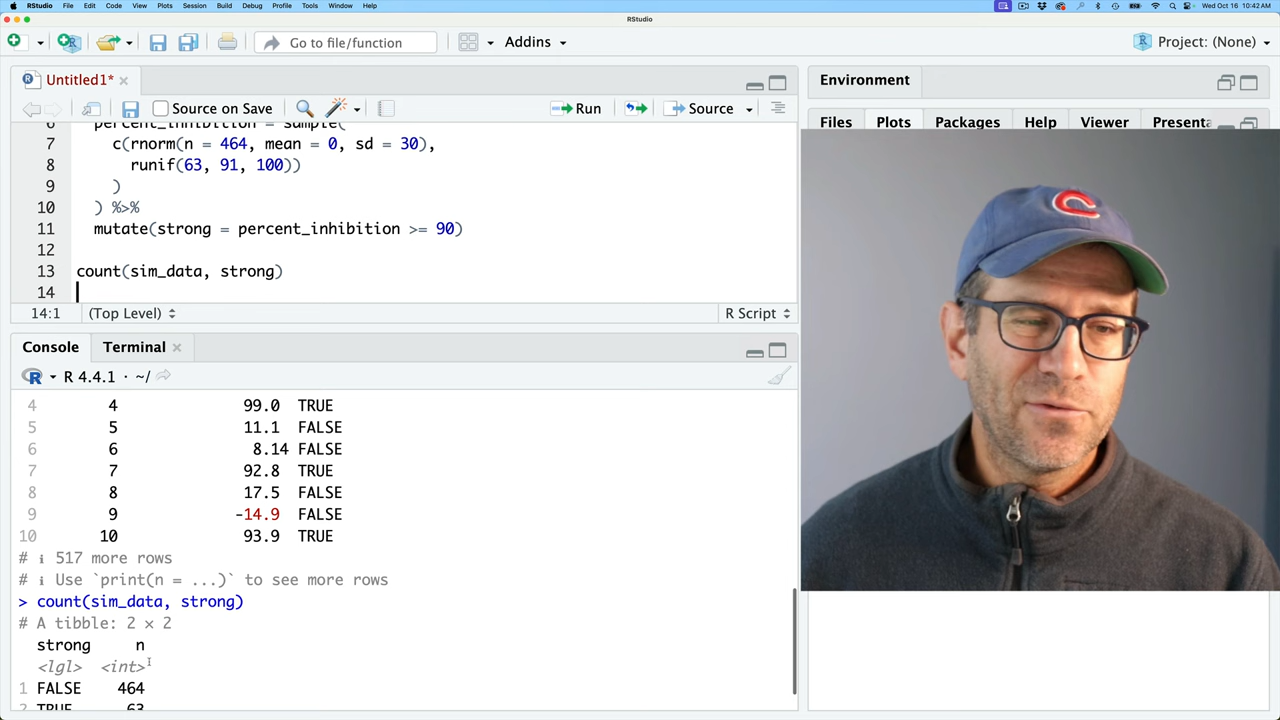 RStudio File Edit Code View Plots Session Build Debug Profile Tools Window Help Wed Oct 16 10:42 AM
RStudio
Go to file/function Addins Project: (None)
Untitled1*
Source on Save Run Source
6 percent_inhibition = sample(
7 c(rnorm(n = 464, mean = 0, sd = 30),
8 runif(63, 91, 100))
9 )
10 ) %>%
11 mutate(strong = percent_inhibition >= 90)
12
13 count(sim_data, strong)
14
14:1 (Top Level) R Script
Console Terminal
R R 4.4.1 · ~/
4 4 99.0 TRUE
5 5 11.1 FALSE
6 6 8.14 FALSE
7 7 92.8 TRUE
8 8 17.5 FALSE
9 9 -14.9 FALSE
10 10 93.9 TRUE
# ℹ 517 more rows
# ℹ Use `print(n = ...)` to see more rows
> count(sim_data, strong)
# A tibble: 2 × 2
strong n
<lgl> <int>
1 FALSE 464
2 TRUE 63
Environment
Files Plots Packages Help Viewer Presenta
C